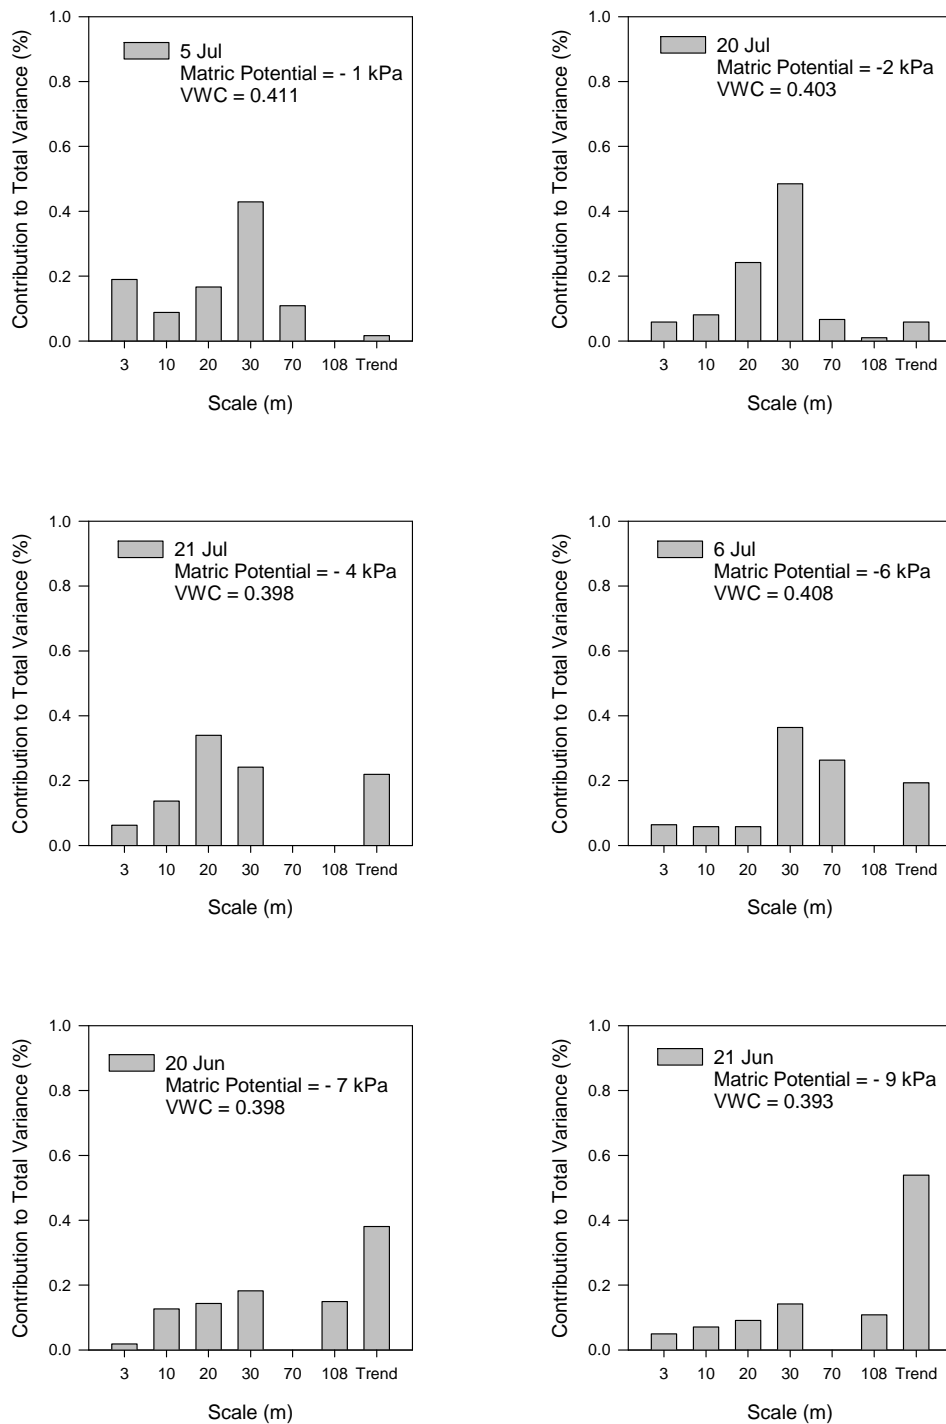 Contribution to Total Variance (%)
1.0
0.8
0.6
0.4
0.2
0.0
5 Jul
Matric Potential = - 1 kPa
VWC = 0.411
3 10 20 30 70 108 Trend
Scale (m)
Contribution to Total Variance (%)
1.0
0.8
0.6
0.4
0.2
0.0
20 Jul
Matric Potential = -2 kPa
VWC = 0.403
3 10 20 30 70 108 Trend
Scale (m)
Contribution to Total Variance (%)
1.0
0.8
0.6
0.4
0.2
0.0
21 Jul
Matric Potential = - 4 kPa
VWC = 0.398
3 10 20 30 70 108 Trend
Scale (m)
Contribution to Total Variance (%)
1.0
0.8
0.6
0.4
0.2
0.0
6 Jul
Matric Potential = -6 kPa
VWC = 0.408
3 10 20 30 70 108 Trend
Scale (m)
Contribution to Total Variance (%)
1.0
0.8
0.6
0.4
0.2
0.0
20 Jun
Matric Potential = - 7 kPa
VWC = 0.398
3 10 20 30 70 108 Trend
Scale (m)
Contribution to Total Variance (%)
1.0
0.8
0.6
0.4
0.2
0.0
21 Jun
Matric Potential = - 9 kPa
VWC = 0.393
3 10 20 30 70 108 Trend
Scale (m)